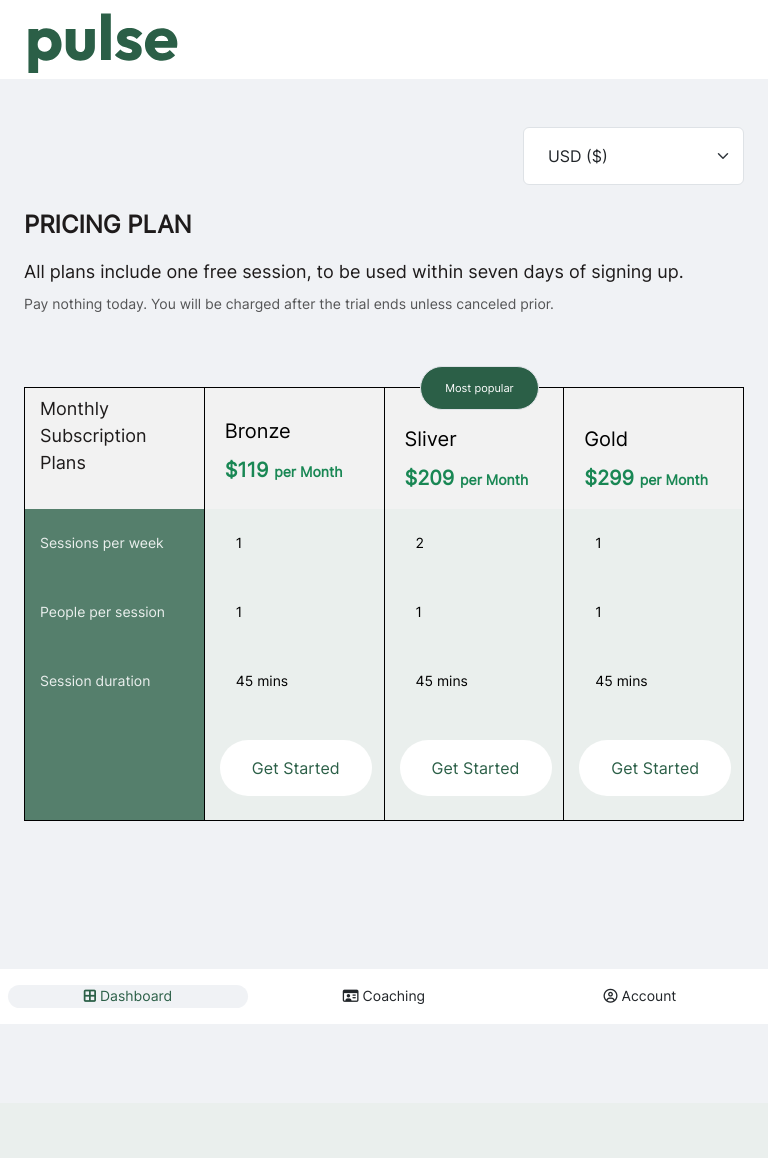 pulse
USD ($)
PRICING PLAN
All plans include one free session, to be used within seven days of signing up.
Pay nothing today. You will be charged after the trial ends unless canceled prior.
Most popular
Monthly
Subscription
Plans
Bronze
$119 per Month
Sliver
$209 per Month
Gold
$299 per Month
Sessions per week 1 2 1
People per session 1 1 1
Session duration 45 mins 45 mins 45 mins
Get Started Get Started Get Started
Dashboard Coaching Account